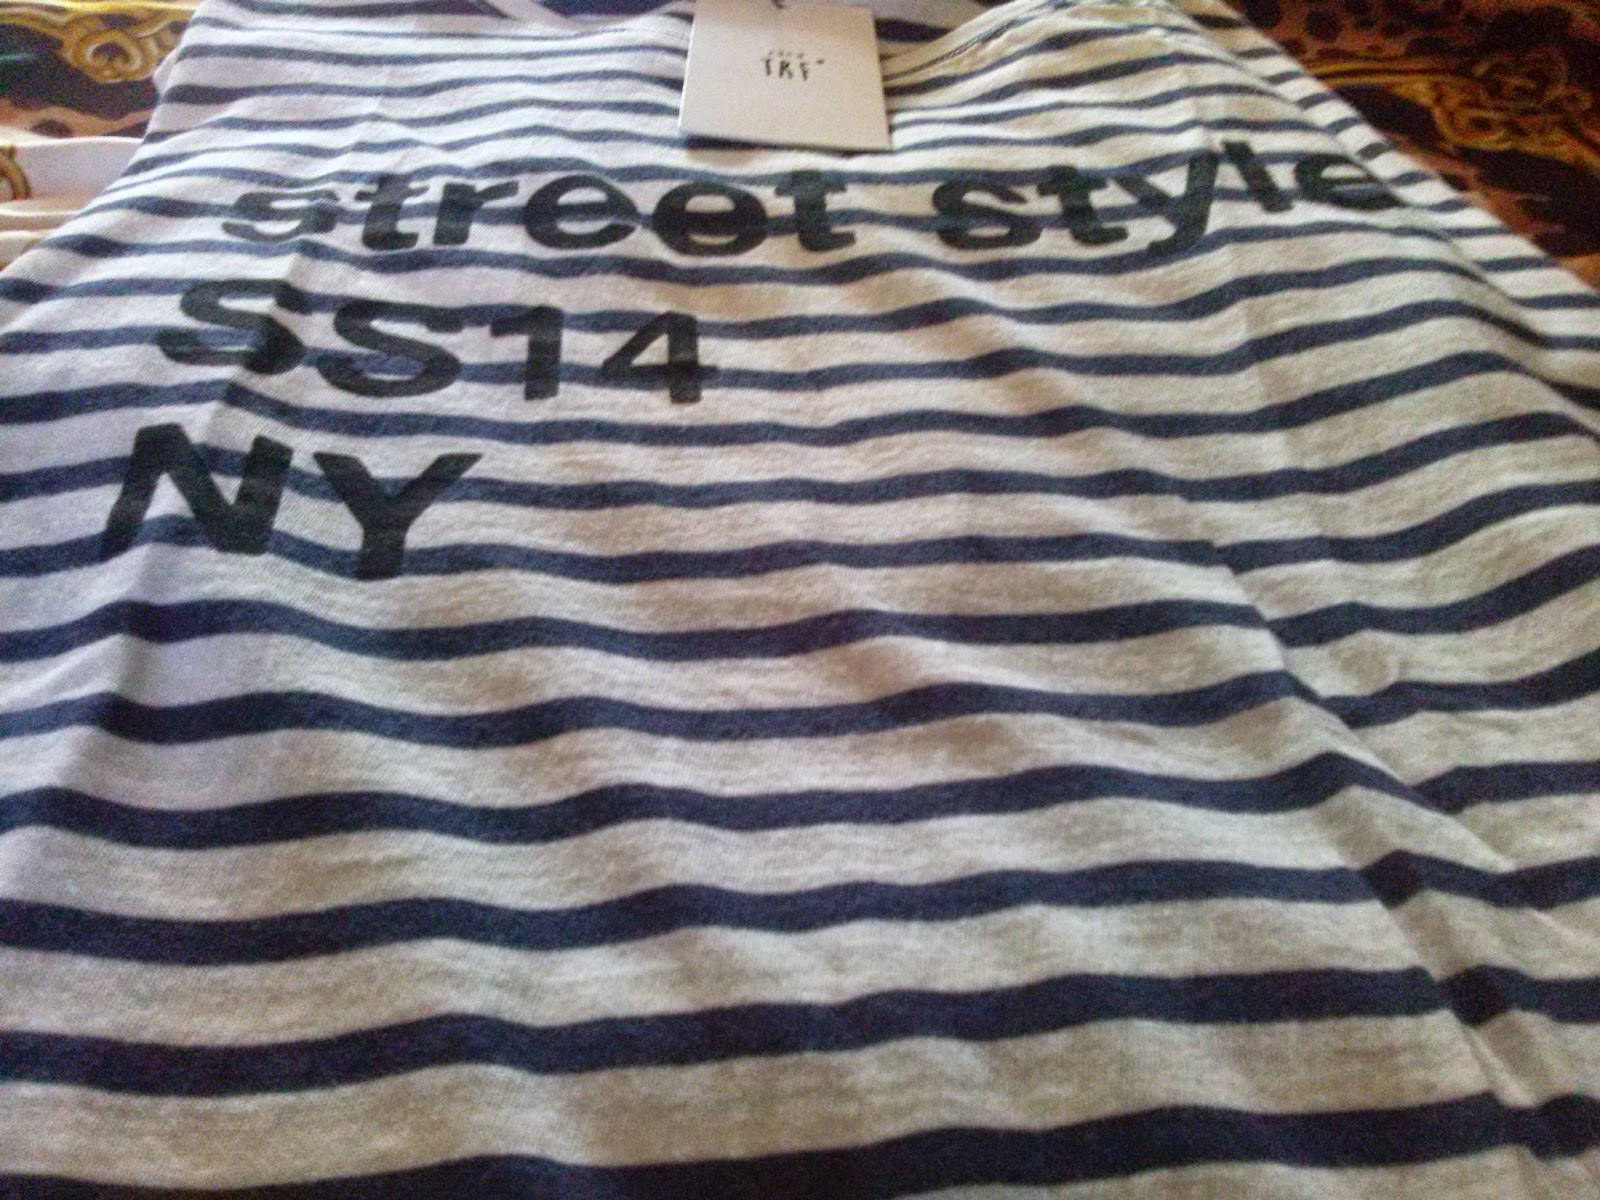 TRF
street style
SS14
NY